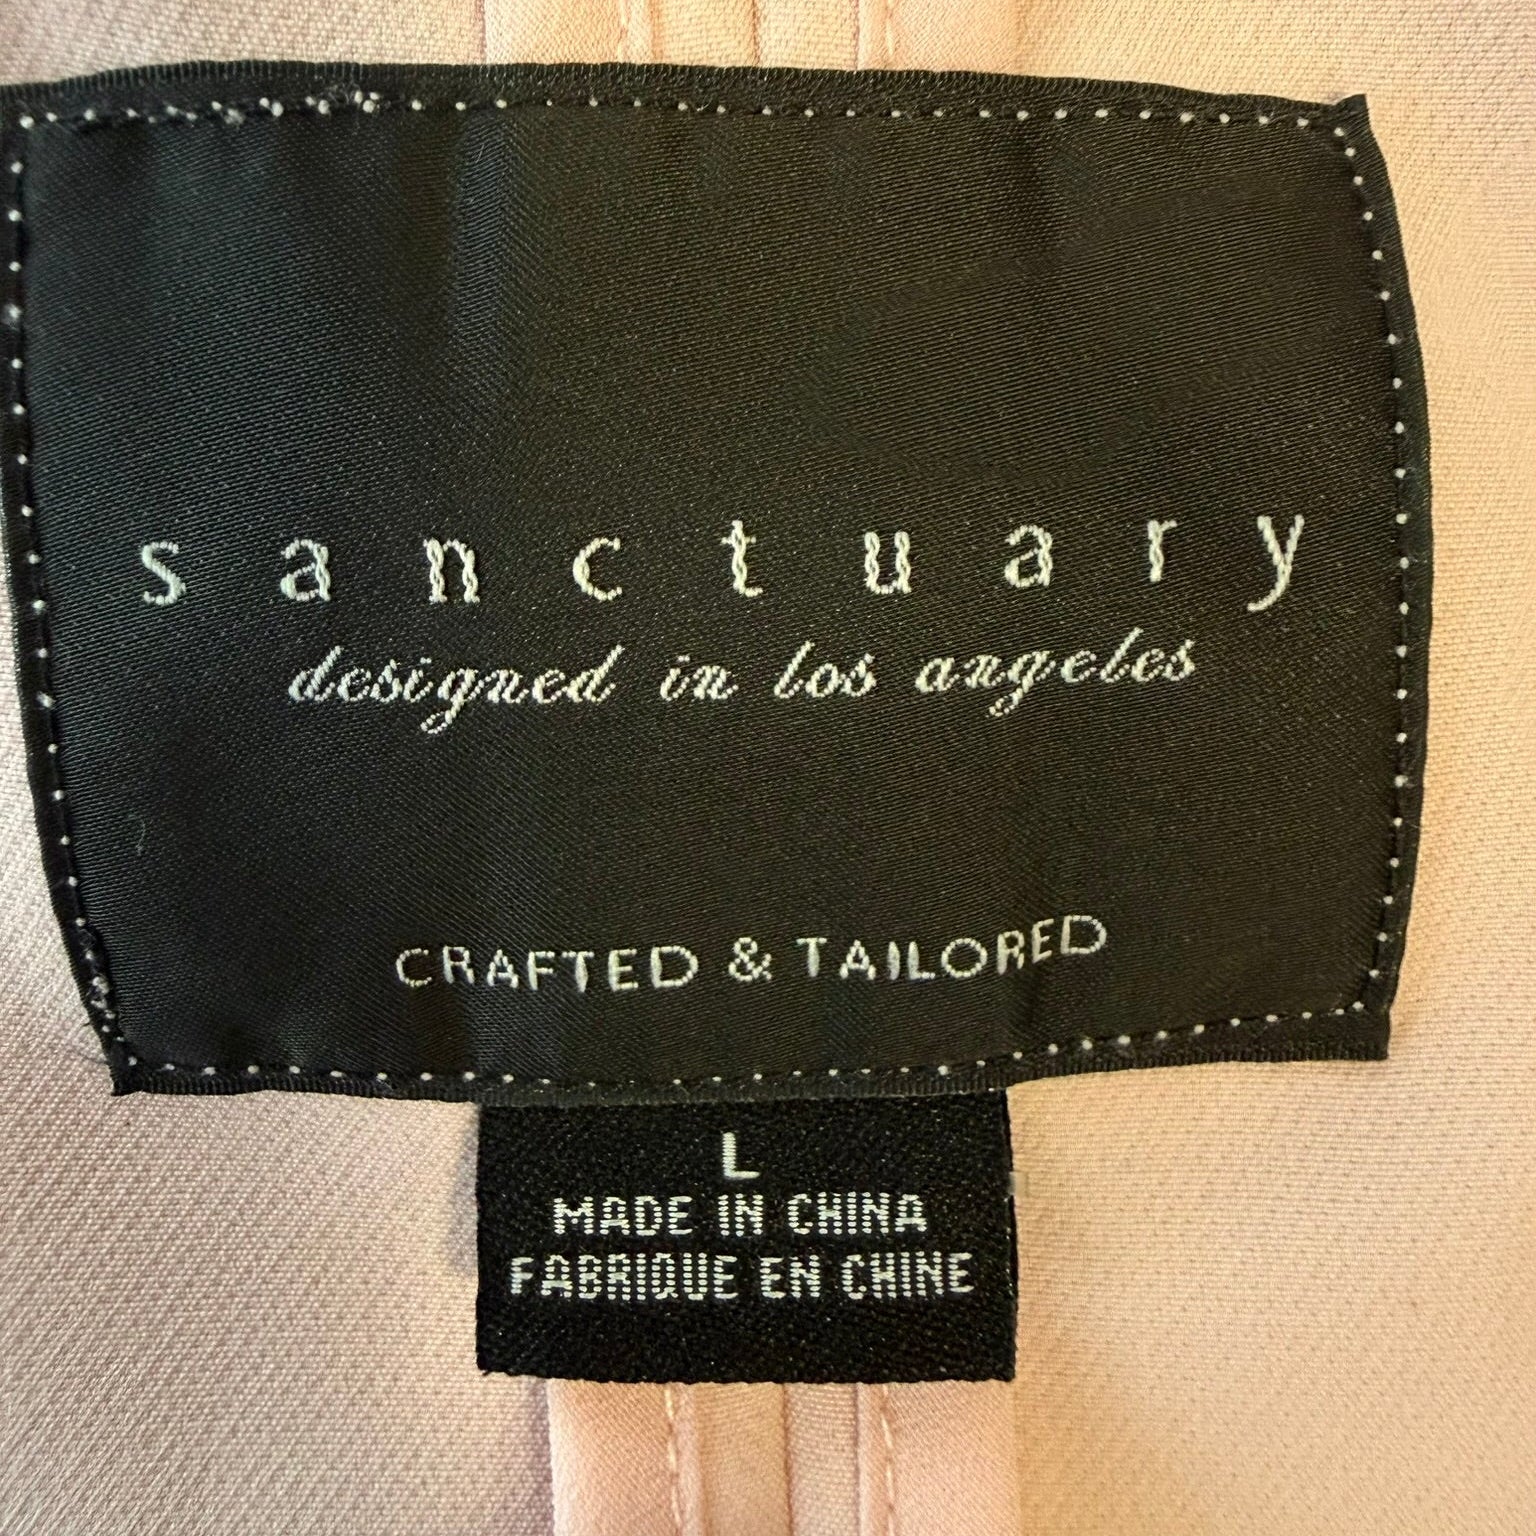 sanctuary
designed in los angeles
CRAFTED & TAILORED
L
MADE IN CHINA
FABRIQUE EN CHINE